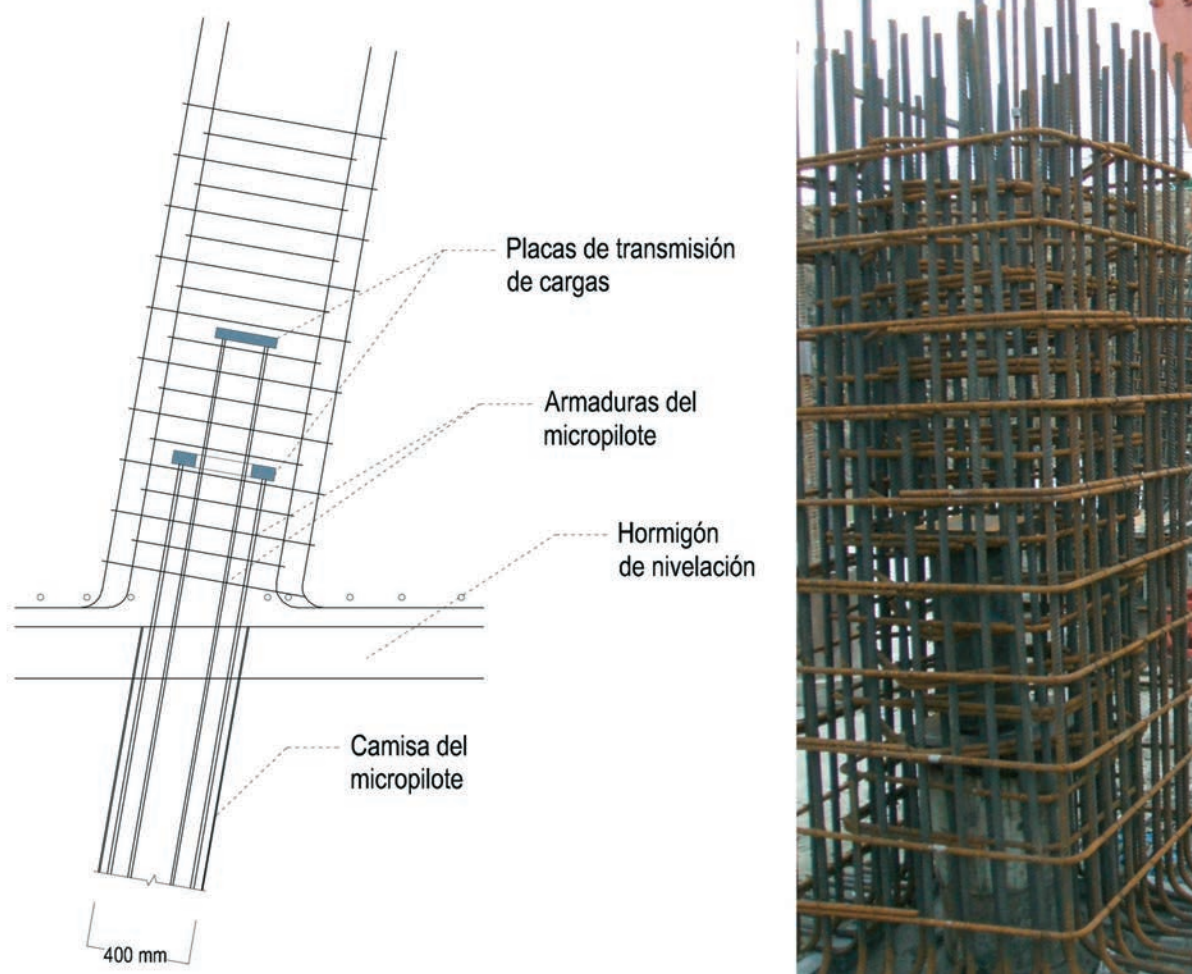 Placas de transmisión
de cargas
Armaduras del
micropilote
Hormigón
de nivelación
Camisa del
micropilote
400 mm